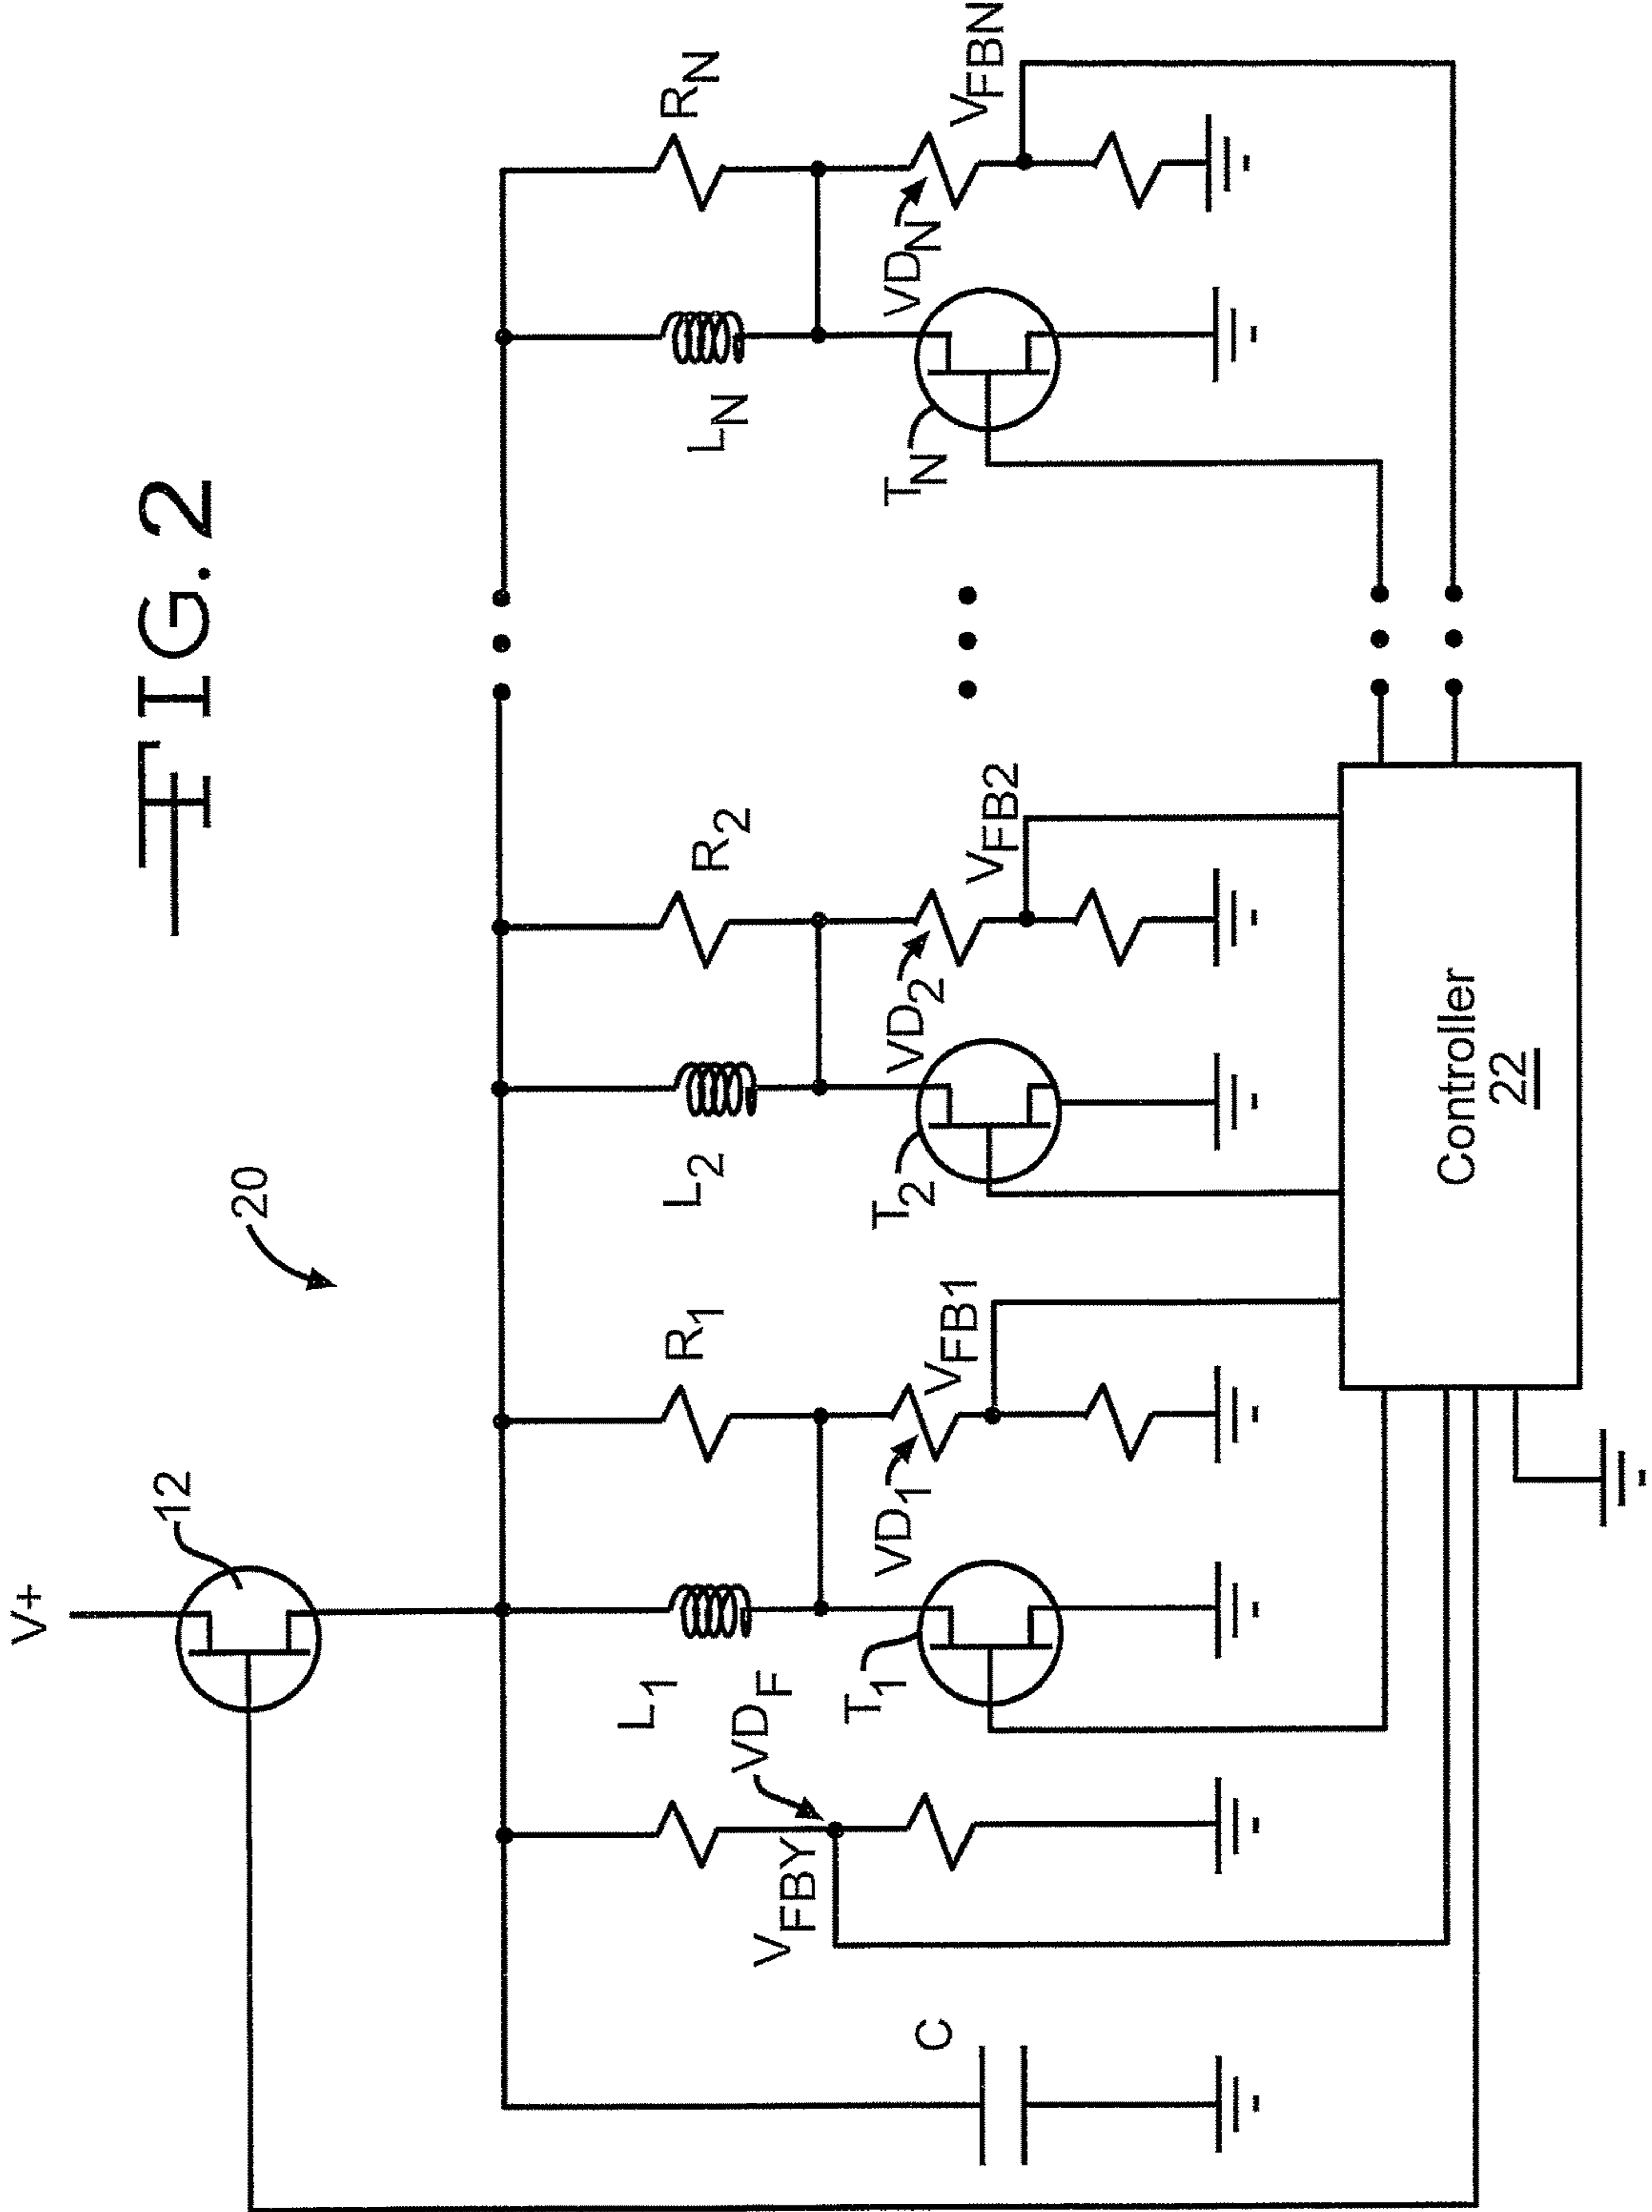 FIG. 2
V+
12
20
R1
R2
RN
L1
L2
LN
VDF
VFBY
VD1
VFB1
VD2
VFB2
VDN
VFBN
T1
T2
TN
C
Controller
22